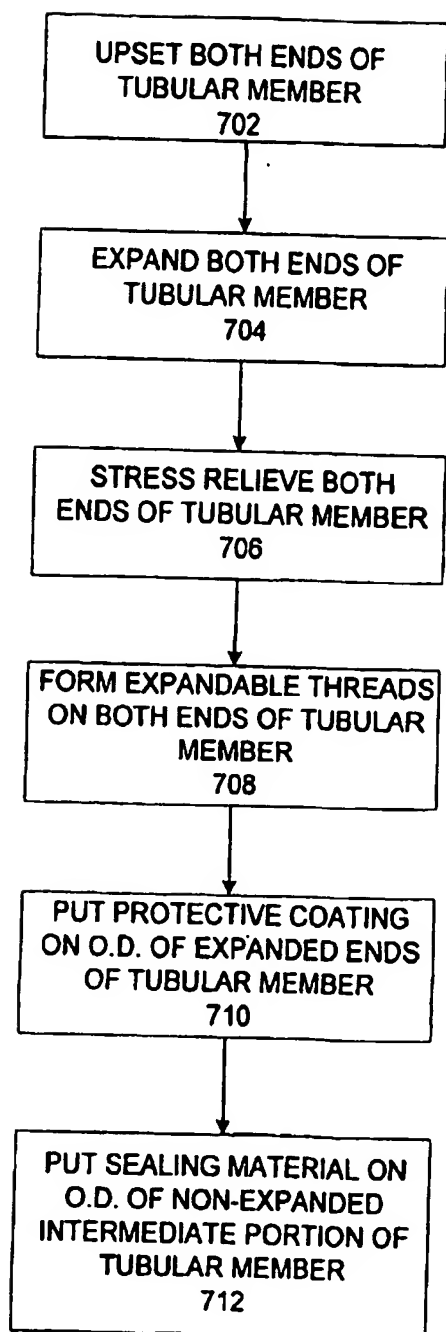 UPSET BOTH ENDS OF
TUBULAR MEMBER
702
EXPAND BOTH ENDS OF
TUBULAR MEMBER
704
STRESS RELIEVE BOTH
ENDS OF TUBULAR MEMBER
706
FORM EXPANDABLE THREADS
ON BOTH ENDS OF TUBULAR
MEMBER
708
PUT PROTECTIVE COATING
ON O.D. OF EXPANDED ENDS
OF TUBULAR MEMBER
710
PUT SEALING MATERIAL ON
O.D. OF NON-EXPANDED
INTERMEDIATE PORTION OF
TUBULAR MEMBER
712